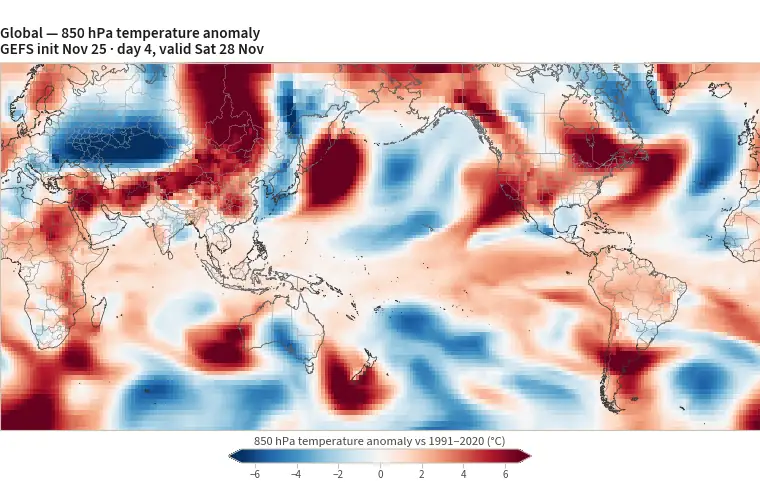 Global — 850 hPa temperature anomaly
GEFS init Nov 25 · day 4, valid Sat 28 Nov
850 hPa temperature anomaly vs 1991–2020 (°C)
−6 −4 −2 0 2 4 6